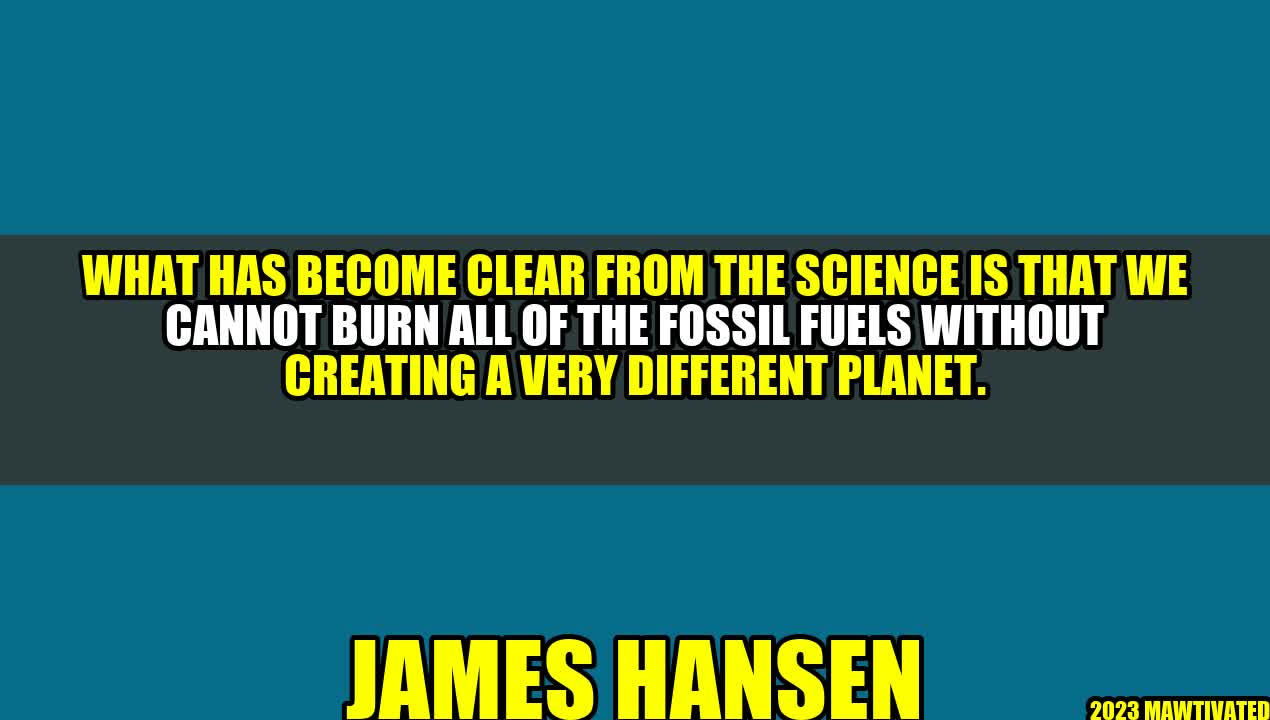 WHAT HAS BECOME CLEAR FROM THE SCIENCE IS THAT WE
CANNOT BURN ALL OF THE FOSSIL FUELS WITHOUT
CREATING A VERY DIFFERENT PLANET.
JAMES HANSEN
2023 MAWTIVATED